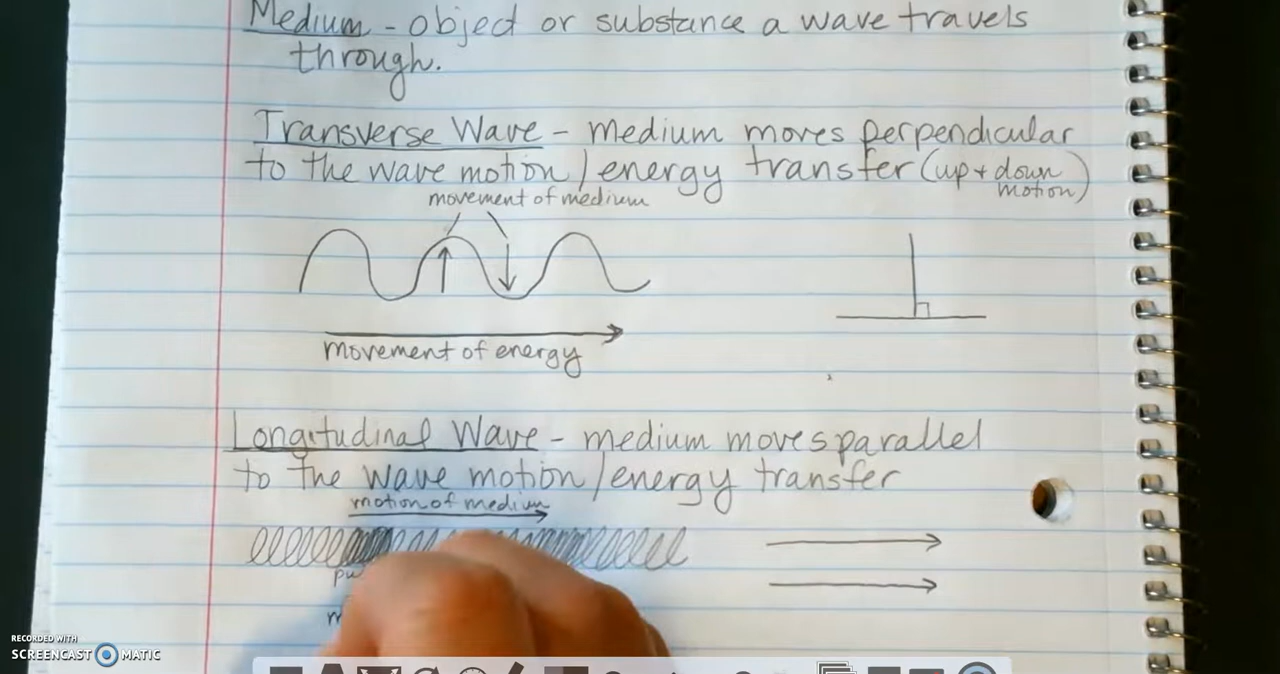 Medium - object or substance a wave travels
through.
Transverse Wave - medium moves perpendicular
to the wave motion / energy transfer (up + down
motion)
movement of medium
movement of energy
Longitudinal Wave - medium moves parallel
to the wave motion / energy transfer
motion of medium
pu
m
RECORDED WITH
SCREENCAST MATIC